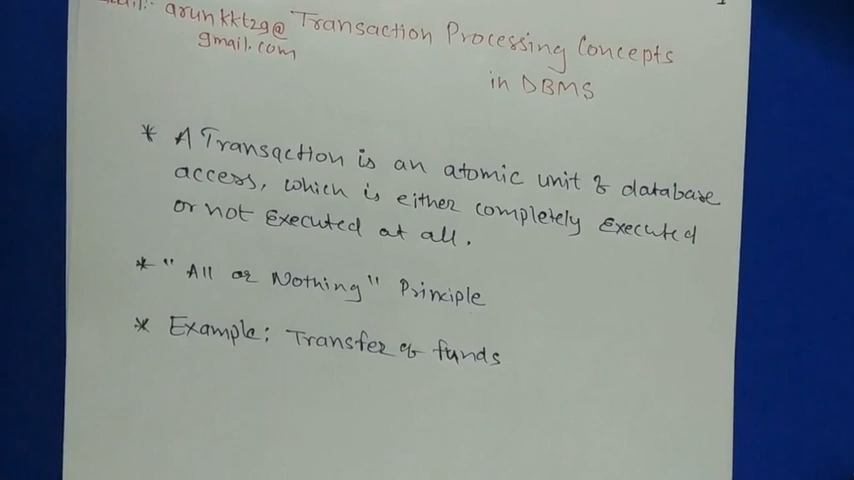 arunkktzg@
gmail.com
Transaction Processing Concepts
in DBMS
* A Transaction is an atomic unit of database
access, which is either completely Executed
or not Executed at all.
* "All or Nothing" Principle
* Example: Transfer of funds